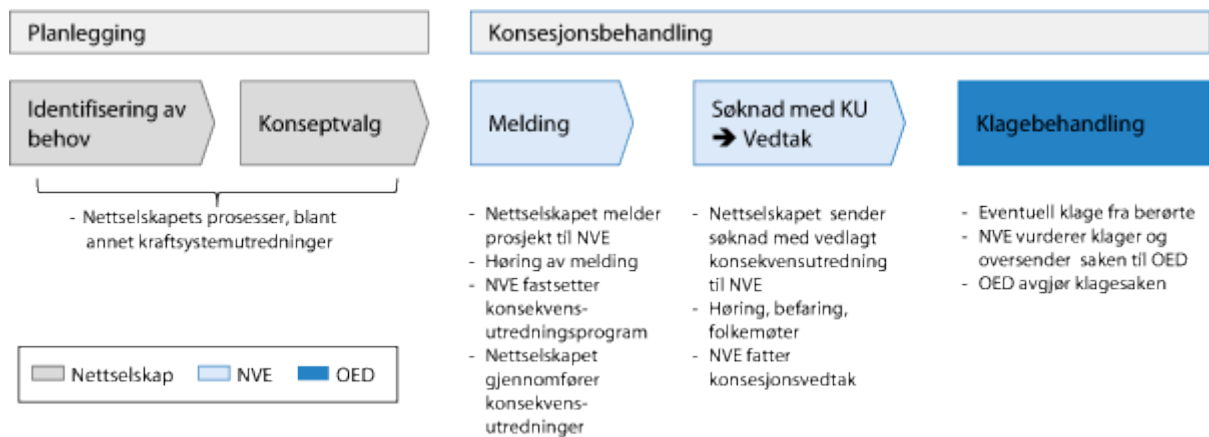 Planlegging
Konsesjonsbehandling
Identifisering av
behov
Konseptvalg
Melding
Søknad med KU
➔ Vedtak
Klagebehandling
- Nettselskapets prosesser, blant
annet kraftsystemutredninger
- Nettselskapet melder
prosjekt til NVE
- Høring av melding
- NVE fastsetter
konsekvens-
utredningsprogram
- Nettselskapet
gjennomfører
konsekvens-
utredninger
- Nettselskapet sender
søknad med vedlagt
konsekvensutredning
til NVE
- Høring, befaring,
folkemøter
- NVE fatter
konsesjonsvedtak
- Eventuell klage fra berørte
- NVE vurderer klager og
oversender saken til OED
- OED avgjør klagesaken
Nettselskap NVE OED